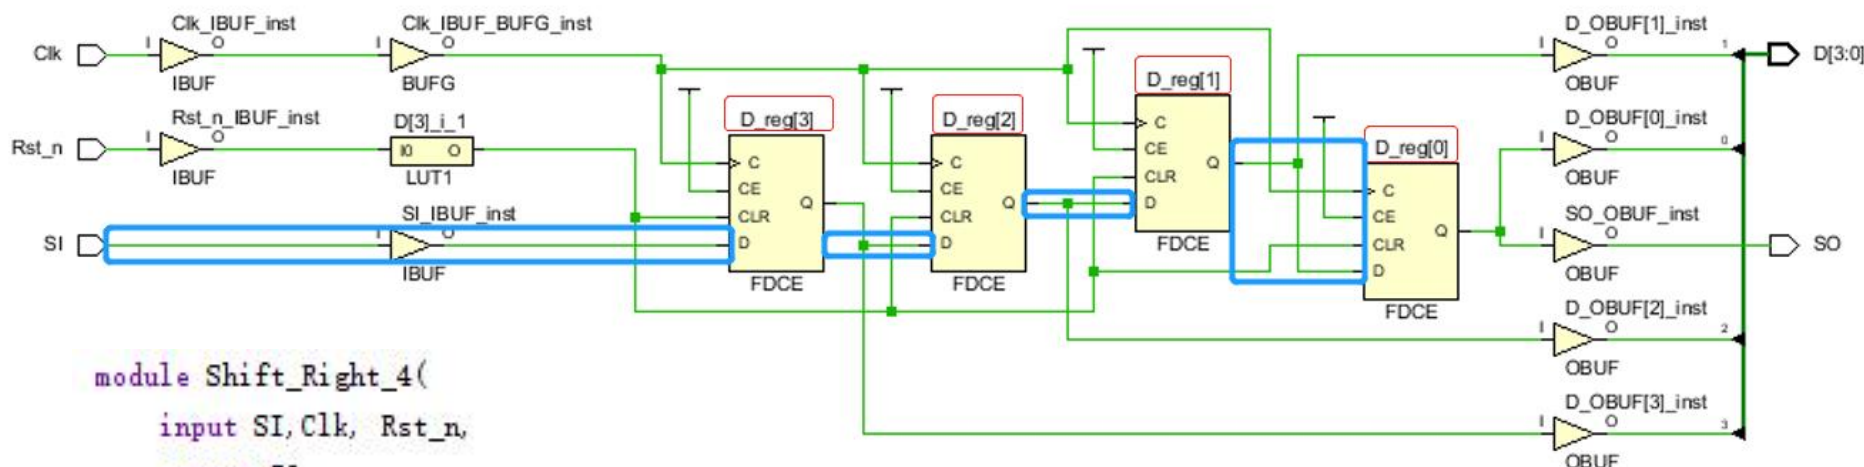 Clk
I
Clk_IBUF_inst
O
IBUF
I
Clk_IBUF_BUFG_inst
O
BUFG
Rst_n
I
Rst_n_IBUF_inst
O
IBUF
D[3]_i_1
I0 O
LUT1
SI
I
SI_IBUF_inst
O
IBUF
D_reg[3]
C
CE
CLR
D
Q
FDCE
D_reg[2]
C
CE
CLR
D
Q
FDCE
D_reg[1]
C
CE
CLR
D
Q
FDCE
D_reg[0]
C
CE
CLR
D
Q
FDCE
D_OBUF[1]_inst
I O
OBUF
1
D[3:0]
D_OBUF[0]_inst
I O
OBUF
0
SO_OBUF_inst
I O
OBUF
SO
D_OBUF[2]_inst
I O
OBUF
2
D_OBUF[3]_inst
I O
OBUF
3
module Shift_Right_4(
input SI,Clk, Rst_n,